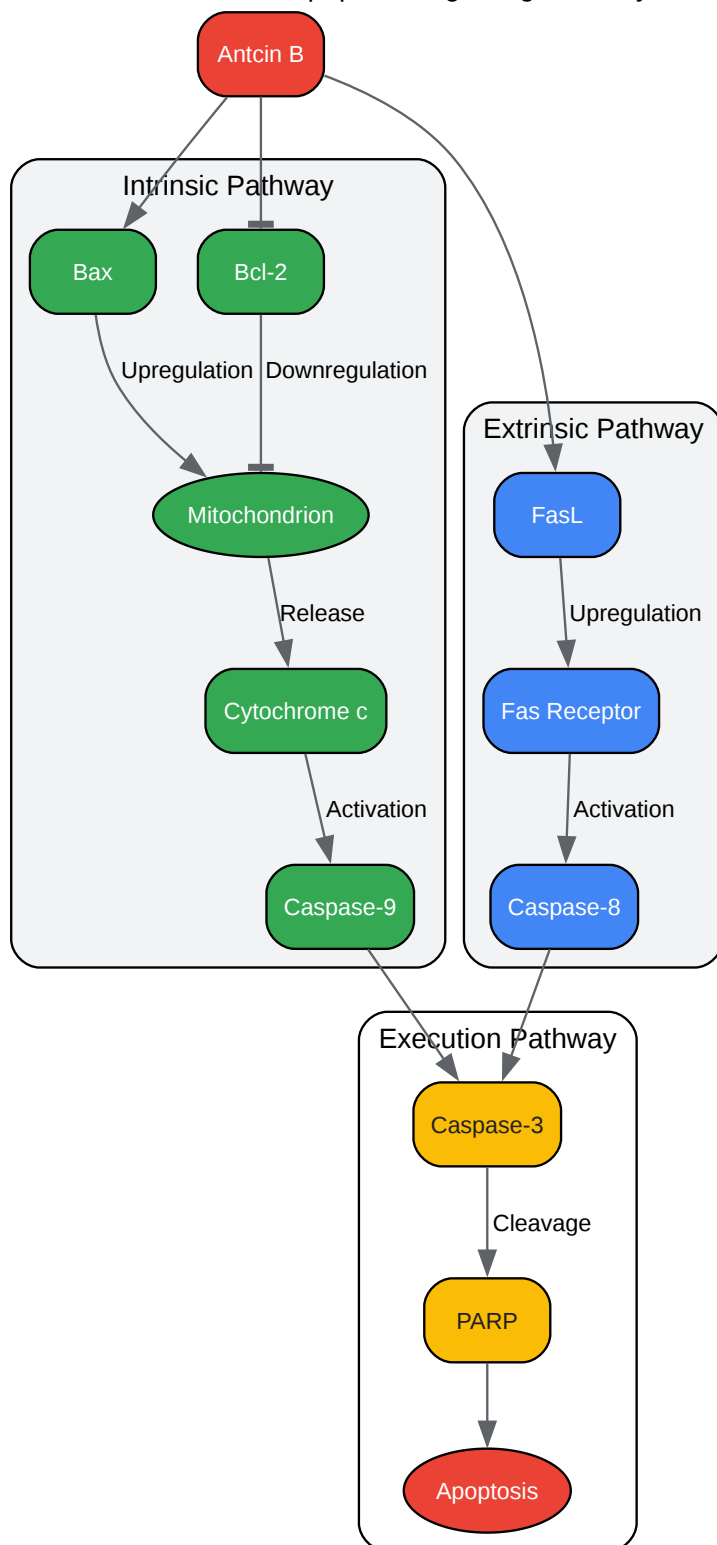 Antcin B
Intrinsic Pathway
Bax
Bcl-2
Upregulation
Downregulation
Extrinsic Pathway
Mitochondrion
FasL
Release
Upregulation
Cytochrome c
Fas Receptor
Activation
Activation
Caspase-9
Caspase-8
Execution Pathway
Caspase-3
Cleavage
PARP
Apoptosis